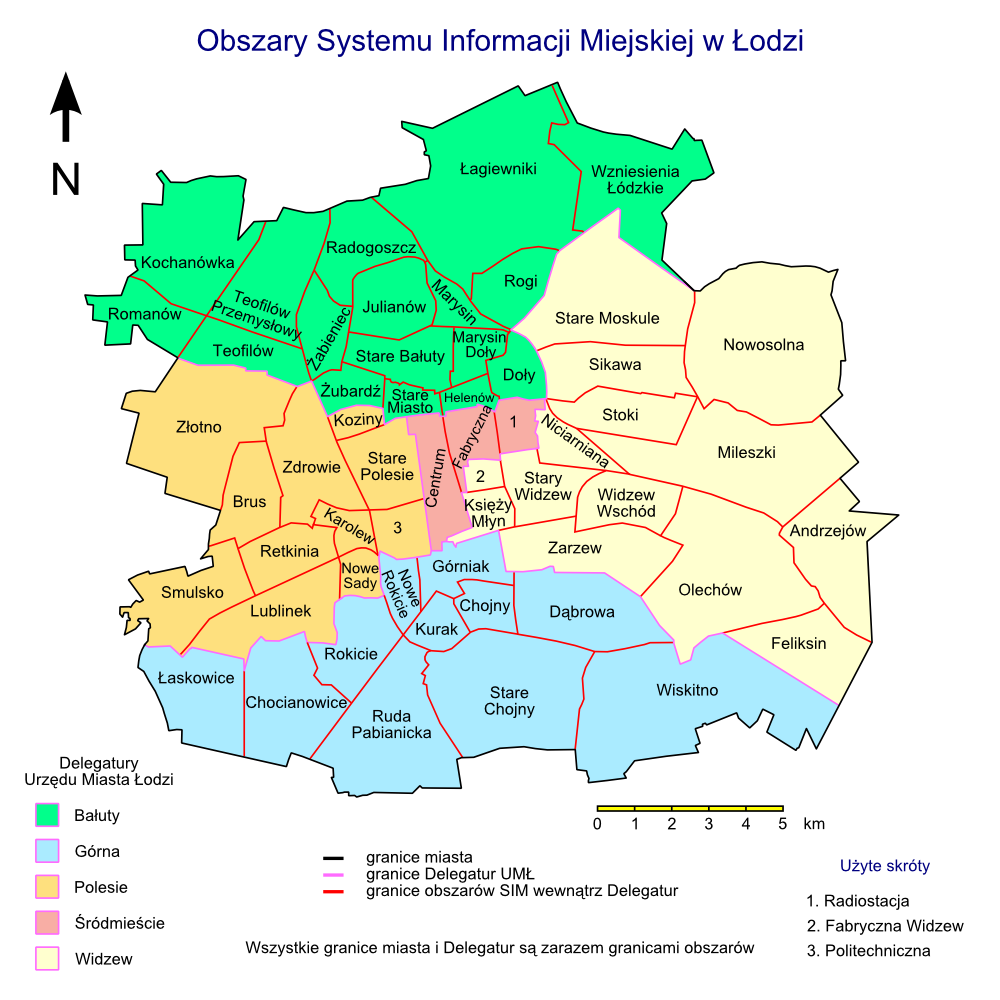 Obszary Systemu Informacji Miejskiej w Łodzi
N
Łagiewniki
Wzniesienia
Łódzkie
Kochanówka
Radogoszcz
Rogi
Romanów
Teofilów
Przemysłowy
Julianów
Marysin
Żabieniec
Teofilów
Stare Bałuty
Marysin
Doły
Doły
Żubardź
Stare
Miasto
Helenów
Stare Moskule
Nowosolna
Sikawa
Stoki
Niciarniana
Mileszki
Złotno
Koziny
Fabryczna
1
Centrum
Zdrowie
Stare
Polesie
2
Stary
Widzew
Widzew
Wschód
Brus
Księży
Młyn
Andrzejów
Karolew
3
Retkinia
Zarzew
Olechów
Nowe
Sady
Nowe
Rokicie
Górniak
Smulsko
Lublinek
Chojny
Dąbrowa
Kurak
Feliksin
Rokicie
Łaskowice
Chocianowice
Stare
Chojny
Wiskitno
Ruda
Pabianicka
Delegatury
Urzędu Miasta Łodzi
Bałuty
Górna
Polesie
Śródmieście
Widzew
0 1 2 3 4 5 km
granice miasta
granice Delegatur UMŁ
granice obszarów SIM wewnątrz Delegatur
Wszystkie granice miasta i Delegatur są zarazem granicami obszarów
Użyte skróty
1. Radiostacja
2. Fabryczna Widzew
3. Politechniczna